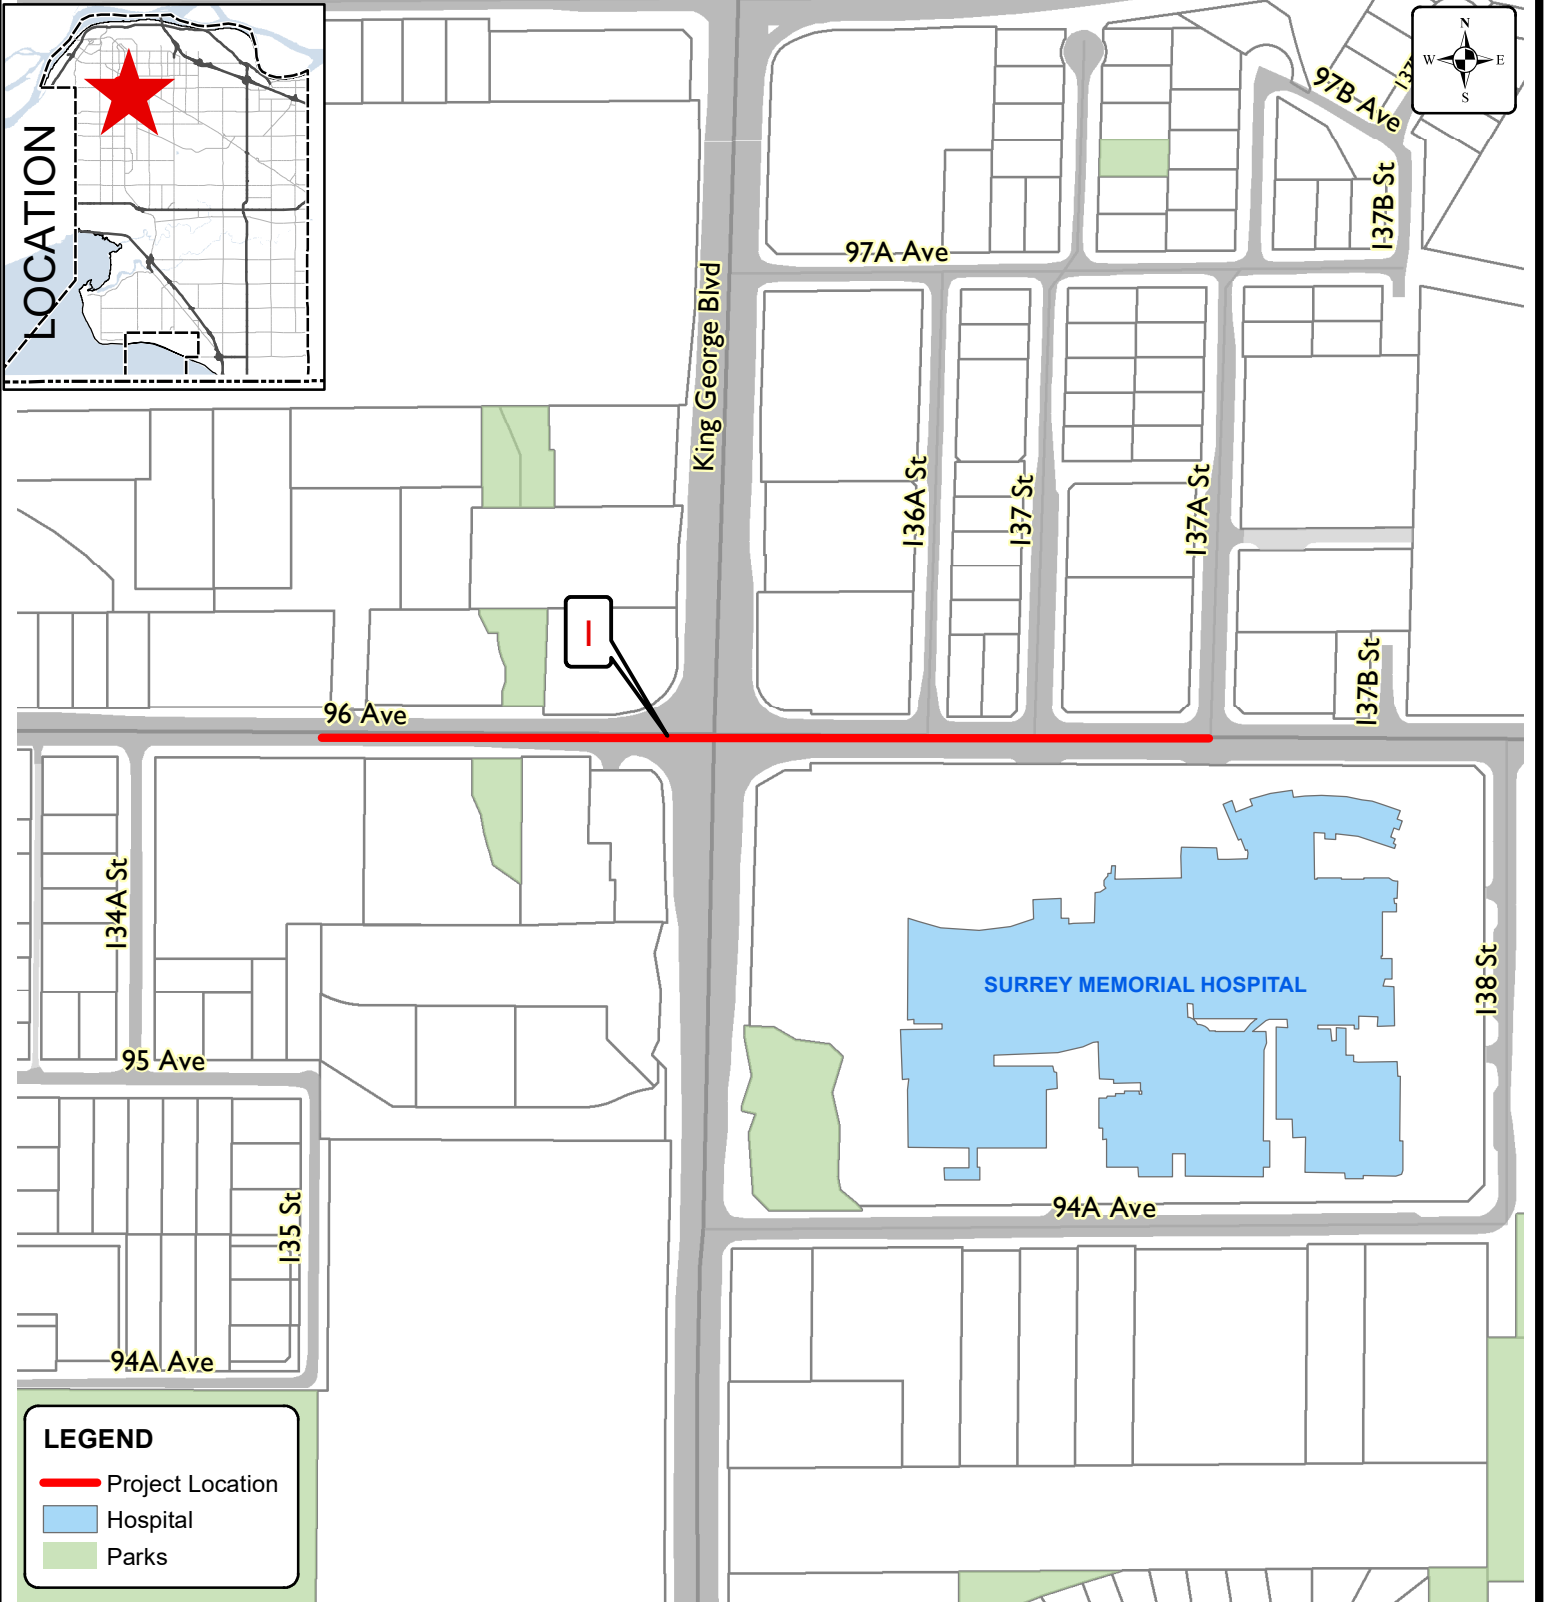 LOCATION
N
W E
S
97B Ave
137B St
97A Ave
King George Blvd
136A St
137 St
137A St
1
137B St
96 Ave
134A St
SURREY MEMORIAL HOSPITAL
138 St
95 Ave
135 St
94A Ave
94A Ave
LEGEND
Project Location
Hospital
Parks